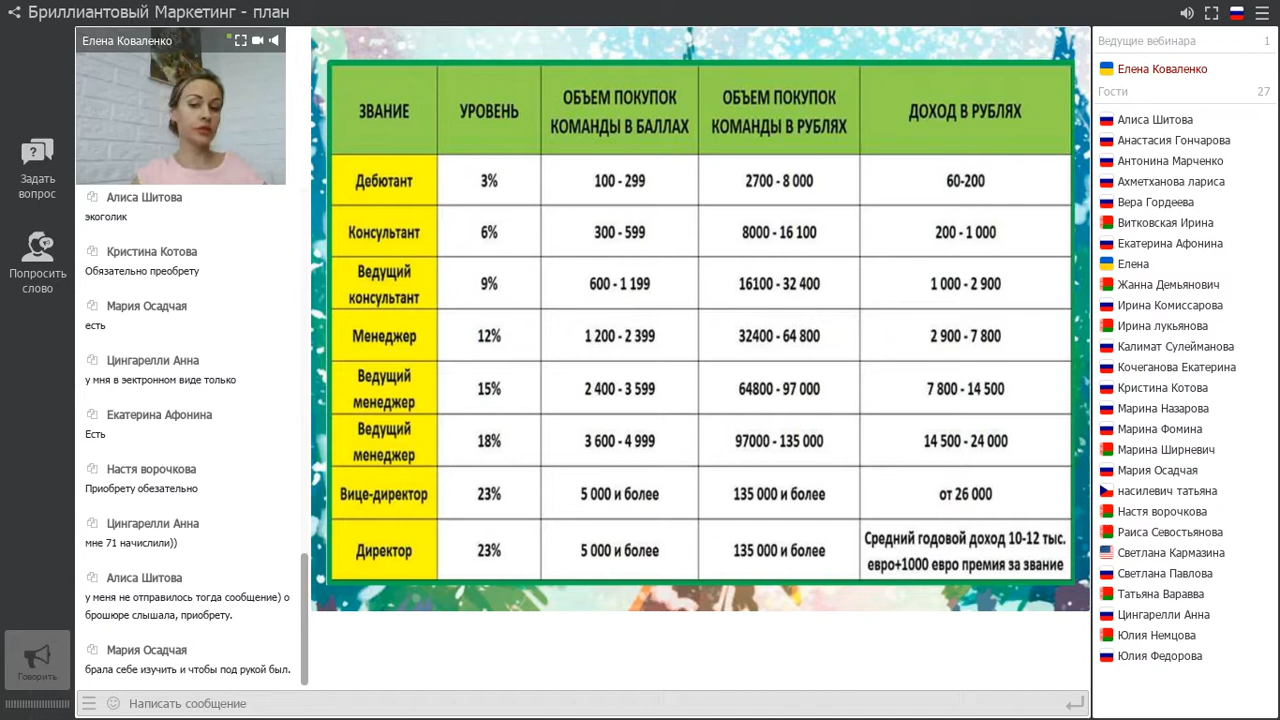 Бриллиантовый Маркетинг - план
Елена Коваленко
Задать
вопрос
Попросить
слово
Говорить
Алиса Шитова
экоголик
Кристина Котова
Обязательно преобрету
Мария Осадчая
есть
Цингарелли Анна
у мня в эектронном виде только
Екатерина Афонина
Есть
Настя ворочкова
Приобрету обезательно
Цингарелли Анна
мне 71 начислили))
Алиса Шитова
у меня не отправилось тогда сообщение) о
брошюре слышала, приобрету.
Мария Осадчая
брала себе изучить и чтобы под рукой был.
Написать сообщение
ЗВАНИЕ УРОВЕНЬ ОБЪЕМ ПОКУПОК КОМАНДЫ В БАЛЛАХ ОБЪЕМ ПОКУПОК КОМАНДЫ В РУБЛЯХ ДОХОД В РУБЛЯХ
Дебютант 3% 100 - 299 2700 - 8 000 60-200
Консультант 6% 300 - 599 8000 - 16 100 200 - 1 000
Ведущий консультант 9% 600 - 1 199 16100 - 32 400 1 000 - 2 900
Менеджер 12% 1 200 - 2 399 32400 - 64 800 2 900 - 7 800
Ведущий менеджер 15% 2 400 - 3 599 64800 - 97 000 7 800 - 14 500
Ведущий менеджер 18% 3 600 - 4 999 97000 - 135 000 14 500 - 24 000
Вице-директор 23% 5 000 и более 135 000 и более от 26 000
Директор 23% 5 000 и более 135 000 и более Средний годовой доход 10-12 тыс. евро+1000 евро премия за звание
Ведущие вебинара 1
Елена Коваленко
Гости 27
Алиса Шитова
Анастасия Гончарова
Антонина Марченко
Ахметханова лариса
Вера Гордеева
Витковская Ирина
Екатерина Афонина
Елена
Жанна Демьянович
Ирина Комиссарова
Ирина лукьянова
Калимат Сулейманова
Кочеганова Екатерина
Кристина Котова
Марина Назарова
Марина Фомина
Марина Ширневич
Мария Осадчая
насилевич татьяна
Настя ворочкова
Раиса Севостьянова
Светлана Кармазина
Светлана Павлова
Татьяна Варавва
Цингарелли Анна
Юлия Немцова
Юлия Федорова